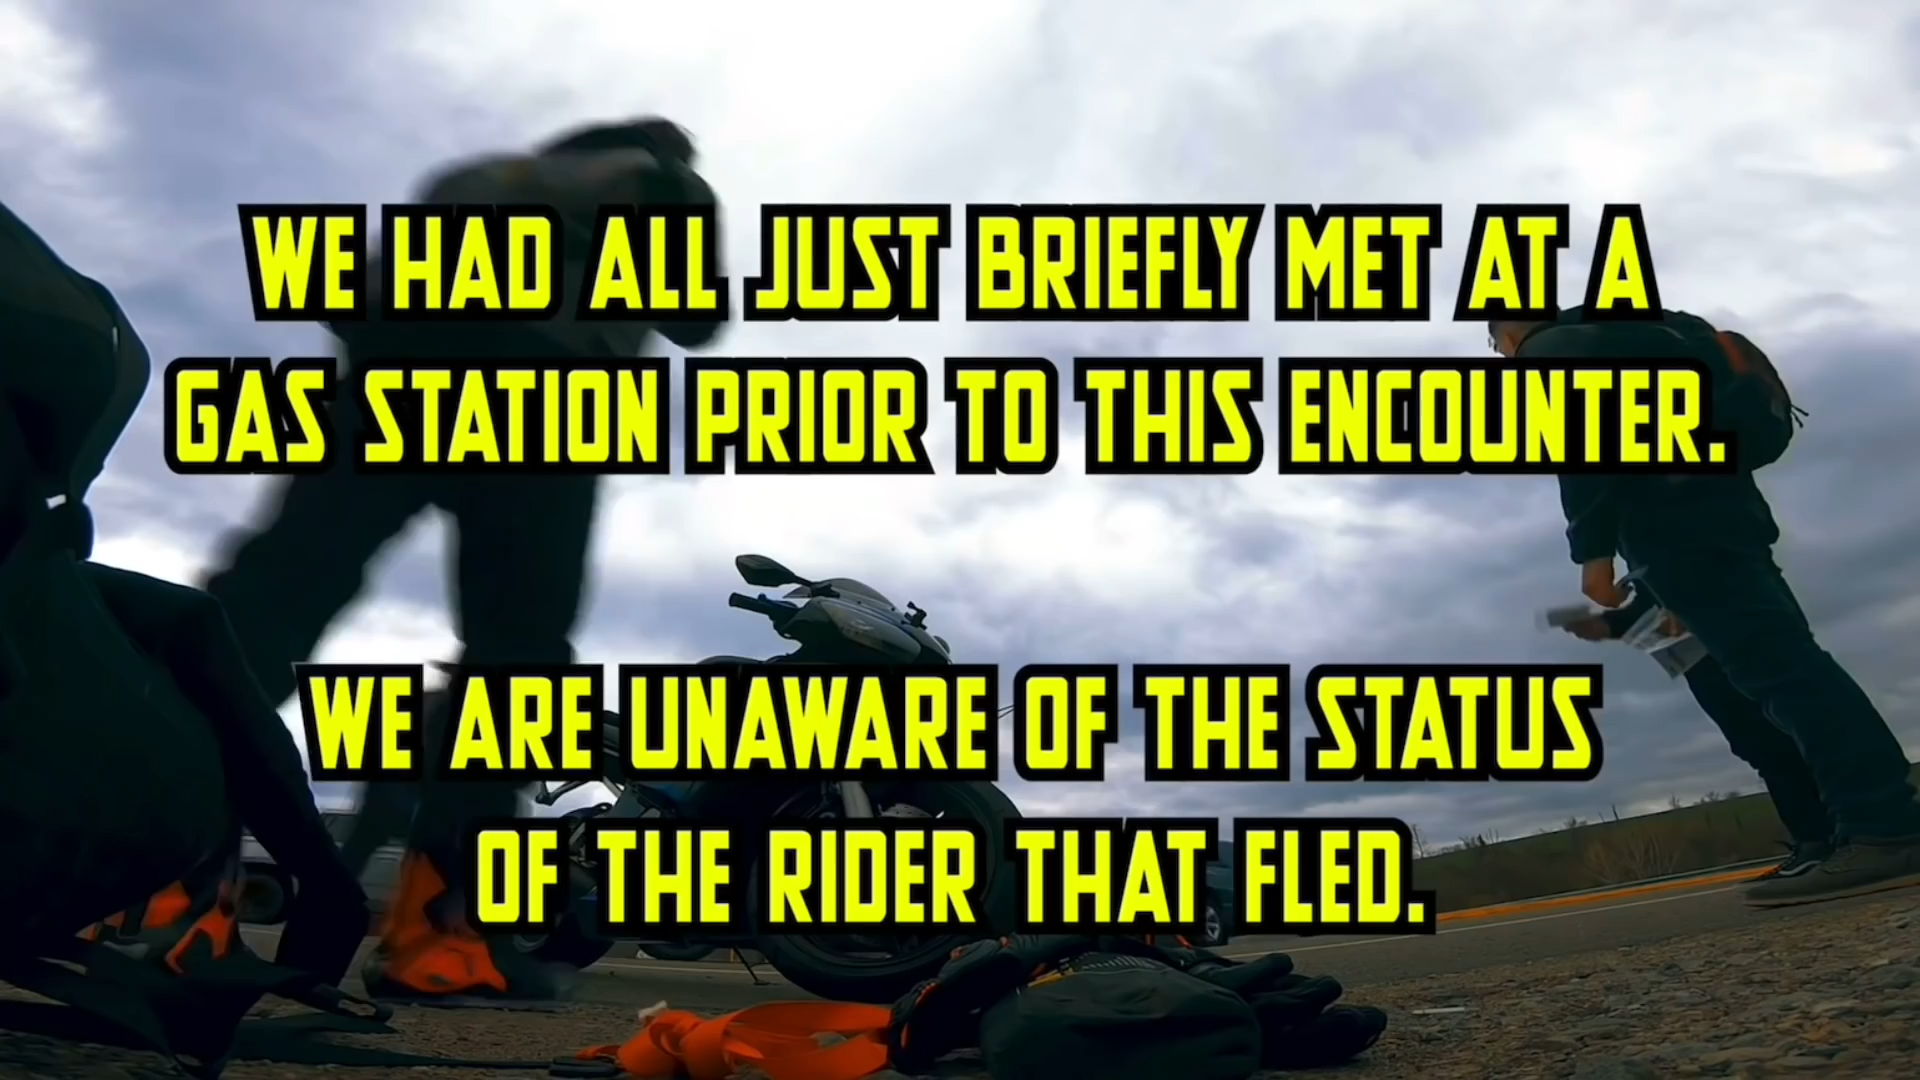 WE HAD ALL JUST BRIEFLY MET AT A
GAS STATION PRIOR TO THIS ENCOUNTER.
WE ARE UNAWARE OF THE STATUS
OF THE RIDER THAT FLED.